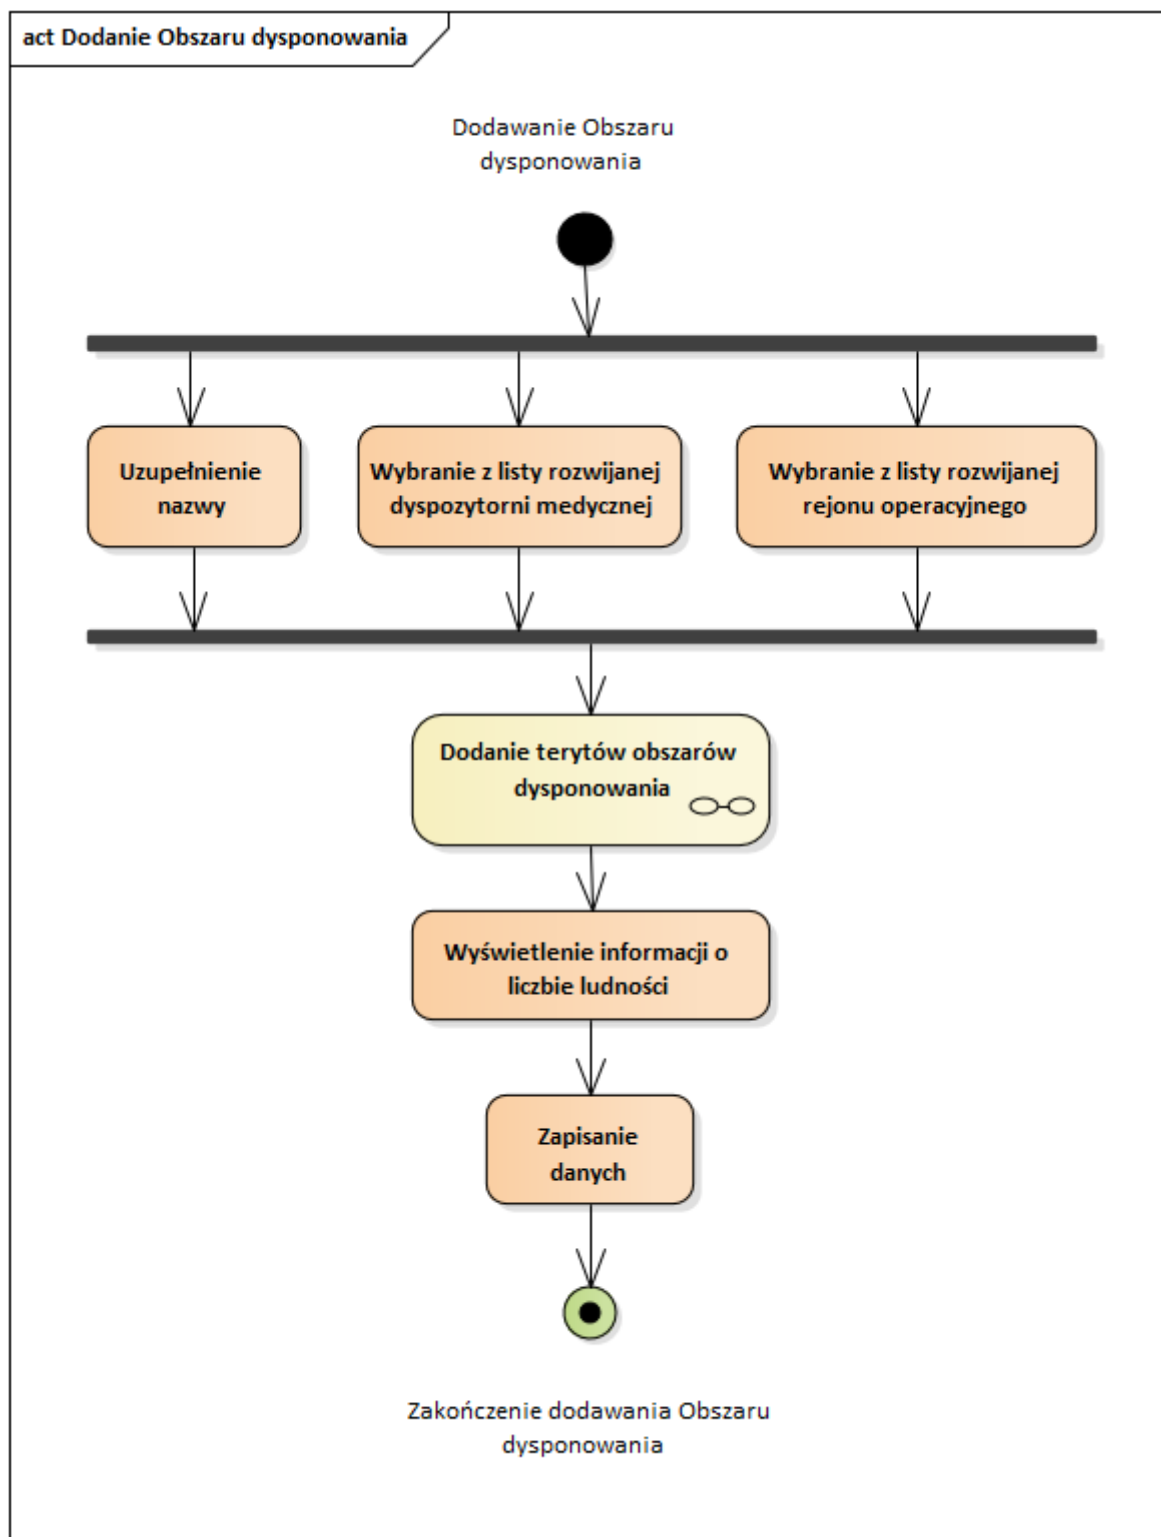 act Dodanie Obszaru dysponowania
Dodawanie Obszaru
dysponowania
Uzupełnienie
nazwy
Wybranie z listy rozwijanej
dyspozytorni medycznej
Wybranie z listy rozwijanej
rejonu operacyjnego
Dodanie terytów obszarów
dysponowania
Wyświetlenie informacji o
liczbie ludności
Zapisanie
danych
Zakończenie dodawania Obszaru
dysponowania